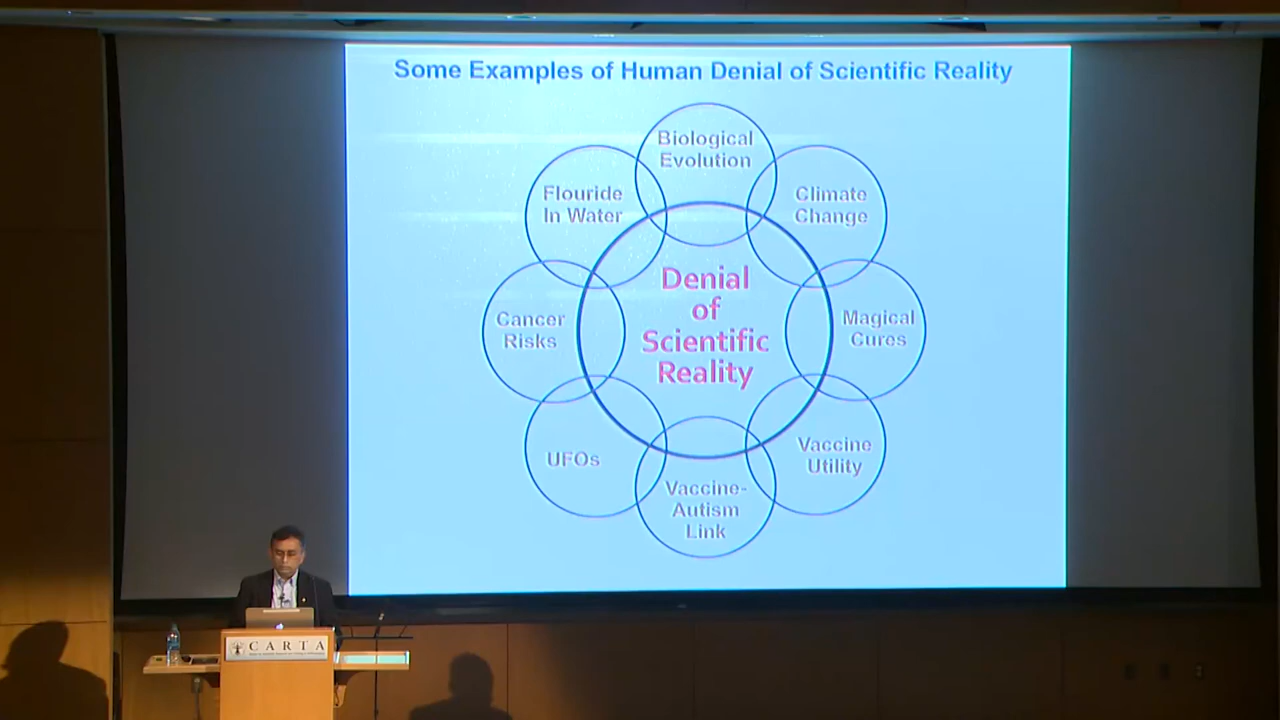 Some Examples of Human Denial of Scientific Reality
Biological
Evolution
Flouride
In Water
Climate
Change
Denial
of
Scientific
Reality
Cancer
Risks
Magical
Cures
UFOs
Vaccine
Utility
Vaccine-
Autism
Link
CARTA